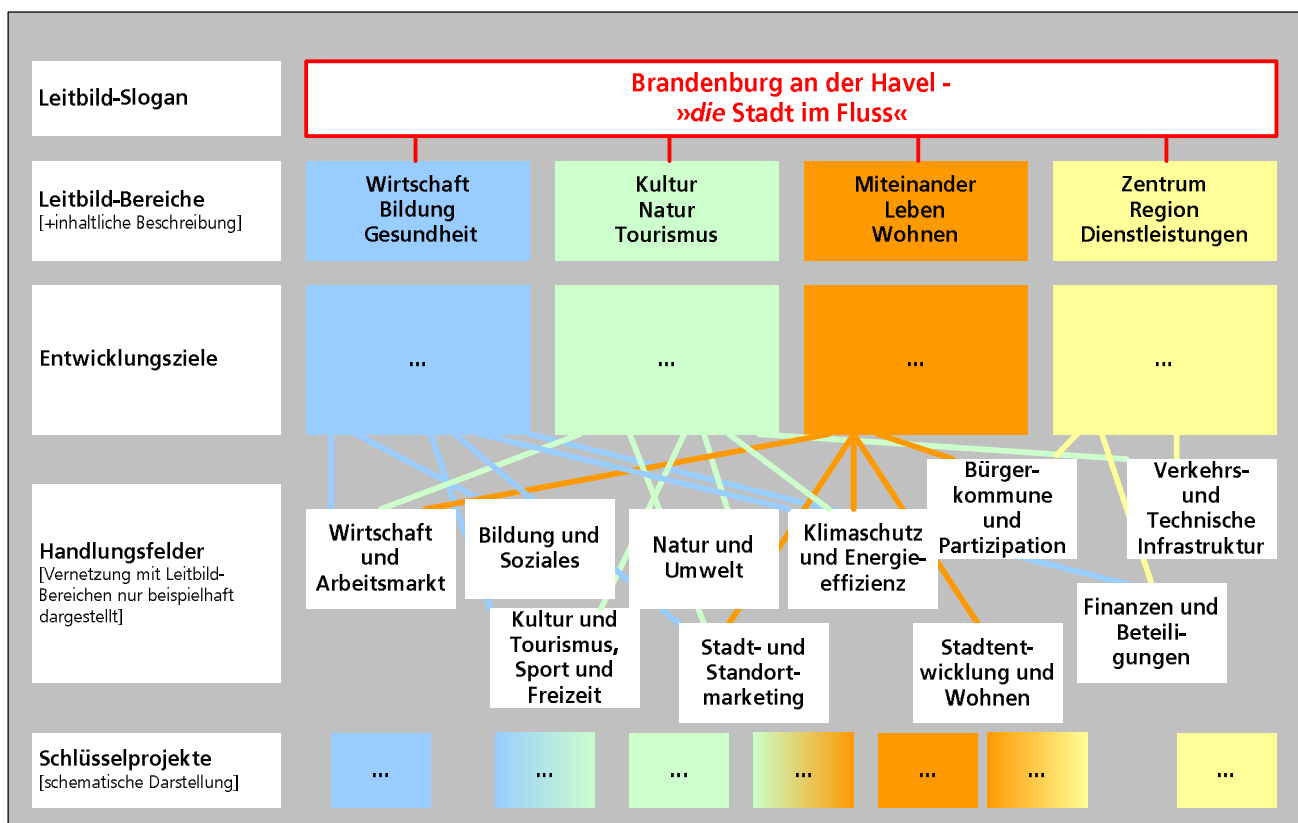 Leitbild-Slogan
Brandenburg an der Havel -
»die Stadt im Fluss«
Leitbild-Bereiche
[+inhaltliche Beschreibung]
Wirtschaft
Bildung
Gesundheit
Kultur
Natur
Tourismus
Miteinander
Leben
Wohnen
Zentrum
Region
Dienstleistungen
Entwicklungsziele
...
...
...
...
Handlungsfelder
[Vernetzung mit Leitbild-
Bereichen nur beispielhaft
dargestellt]
Wirtschaft
und
Arbeitsmarkt
Bildung und
Soziales
Natur und
Umwelt
Klimaschutz
und Energie-
effizienz
Bürger-
kommune
und
Partizipation
Verkehrs-
und
Technische
Infrastruktur
Kultur und
Tourismus,
Sport und
Freizeit
Stadt- und
Standort-
marketing
Stadtent-
wicklung und
Wohnen
Finanzen und
Beteili-
gungen
Schlüsselprojekte
[schematische Darstellung]
...
...
...
...
...
...
...